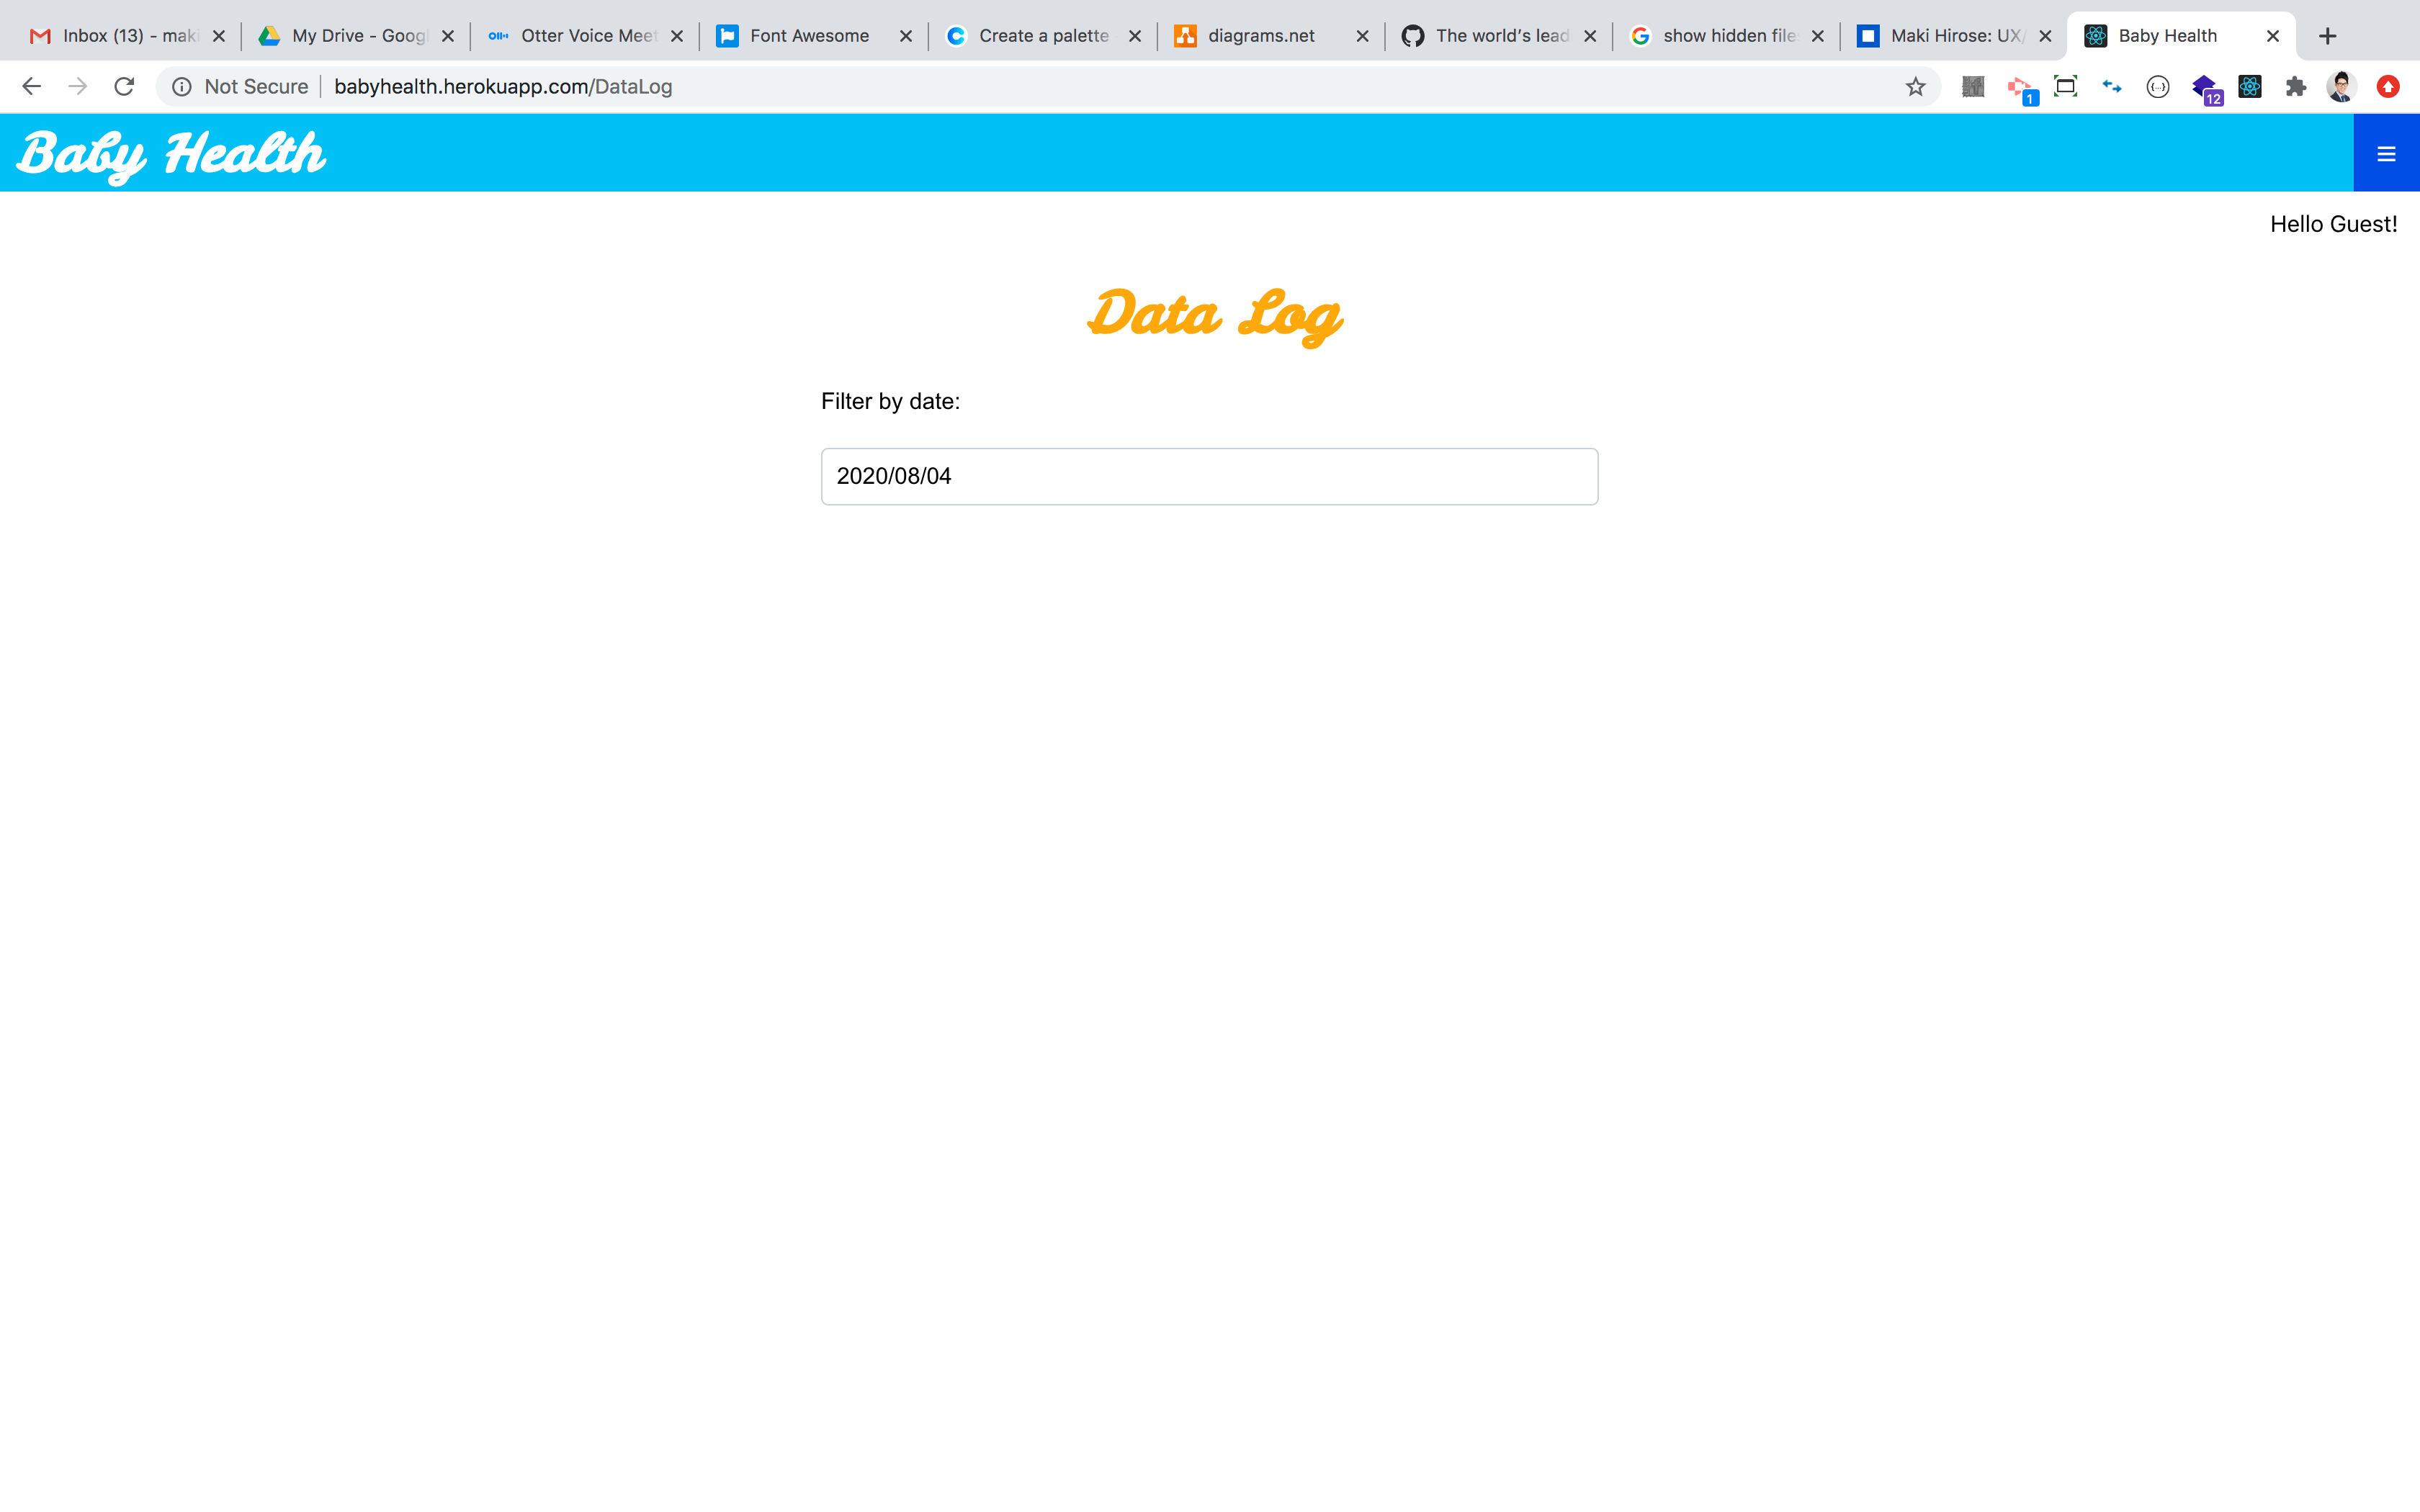 Inbox (13) - maki
My Drive - Googl
Otter Voice Meet
Font Awesome
Create a palette
diagrams.net
The world's lead
show hidden file
Maki Hirose: UX/
Baby Health
Not Secure
babyhealth.herokuapp.com/DataLog
1
12
Baby Health
Hello Guest!
Data Log
Filter by date:
2020/08/04